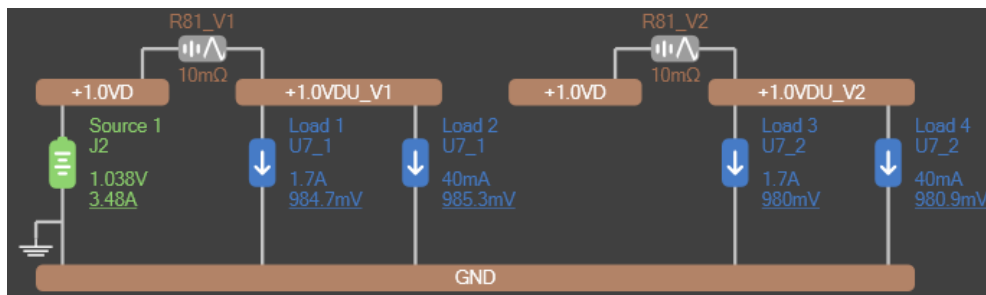 R81_V1
R81_V2
10mΩ
10mΩ
+1.0VD
+1.0VDU_V1
+1.0VD
+1.0VDU_V2
Source 1
J2
1.038V
3.48A
Load 1
U7_1
1.7A
984.7mV
Load 2
U7_1
40mA
985.3mV
Load 3
U7_2
1.7A
980mV
Load 4
U7_2
40mA
980.9mV
GND